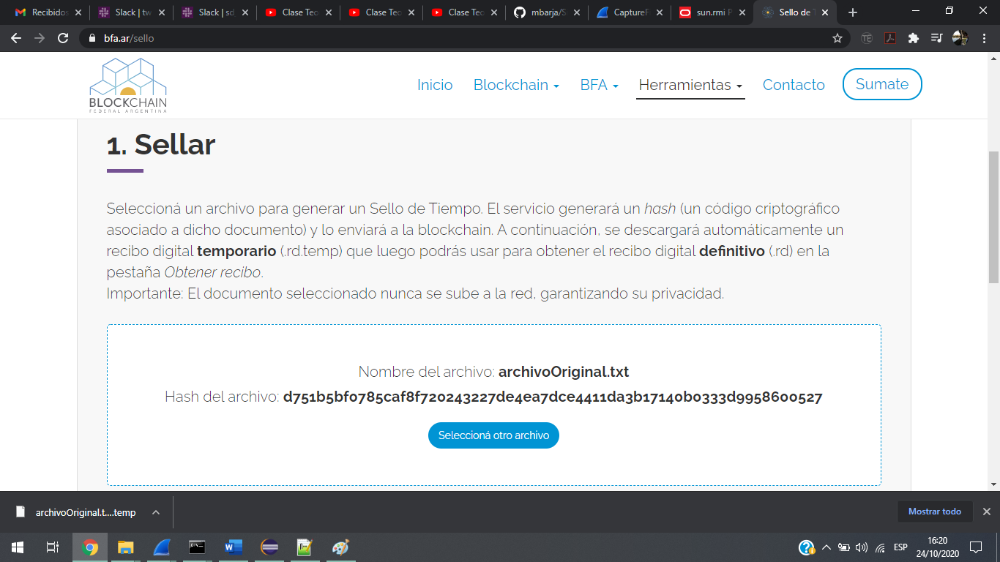 Recibidos
Slack | tw
Slack | sd
Clase Teo
Clase Teo
Clase Teo
mbarja/S
CaptureF
sun.rmi P
Sello de T
bfa.ar/sello
BLOCKCHAIN
FEDERAL ARGENTINA
Inicio
Blockchain
BFA
Herramientas
Contacto
Sumate
1. Sellar
Seleccioná un archivo para generar un Sello de Tiempo. El servicio generará un hash (un código criptográfico
asociado a dicho documento) y lo enviará a la blockchain. A continuación, se descargará automáticamente un
recibo digital temporario (.rd.temp) que luego podrás usar para obtener el recibo digital definitivo (.rd) en la
pestaña Obtener recibo.
Importante: El documento seleccionado nunca se sube a la red, garantizando su privacidad.
Nombre del archivo: archivoOriginal.txt
Hash del archivo: d751b5bf0785caf8f720243227de4ea7dce4411da3b17140b0333d9958600527
Seleccioná otro archivo
archivoOriginal.t....temp
Mostrar todo
ESP
16:20
24/10/2020